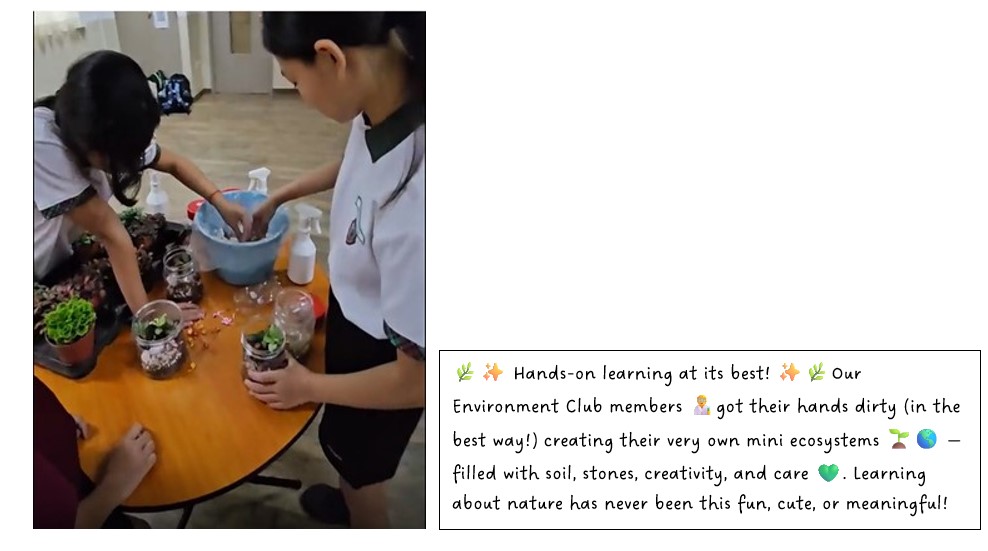 🌿 ✨ Hands-on learning at its best! ✨ 🌿 Our
Environment Club members 🧑‍🔬 got their hands dirty (in the
best way!) creating their very own mini ecosystems 🌱 🌎 –
filled with soil, stones, creativity, and care 💚. Learning
about nature has never been this fun, cute, or meaningful!